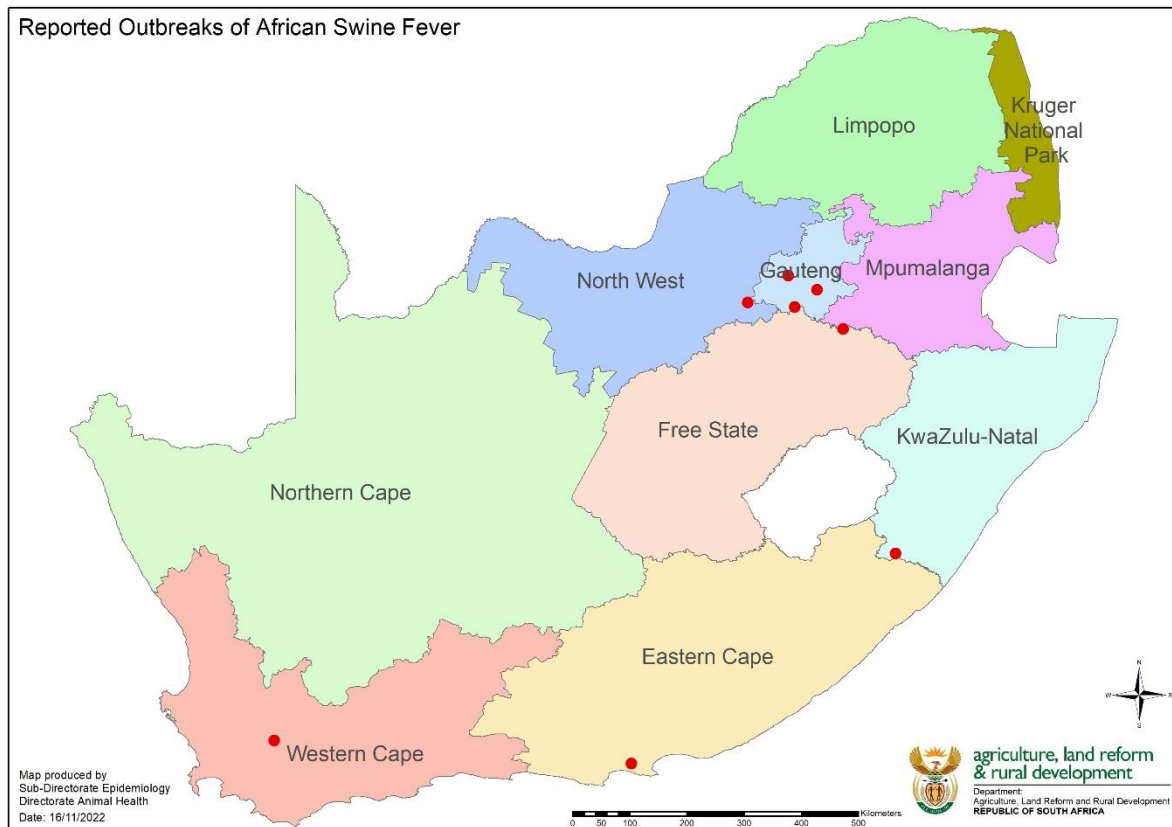 Reported Outbreaks of African Swine Fever
Limpopo
Kruger
National
Park
North West
Gauteng
Mpumalanga
Free State
KwaZulu-Natal
Northern Cape
Eastern Cape
Western Cape
N
W
E
S
Map produced by
Sub-Directorate Epidemiology
Directorate Animal Health
Date: 16/11/2022
Kilometers
0 50 100 200 300 400 500
agriculture, land reform
& rural development
Department:
Agriculture, Land Reform and Rural Development
REPUBLIC OF SOUTH AFRICA